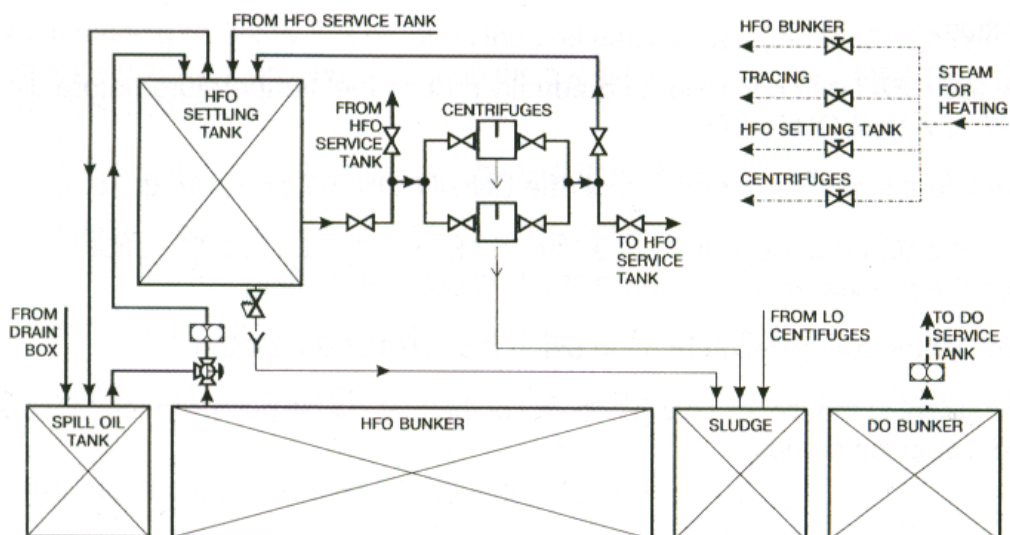 FROM HFO SERVICE TANK
HFO
SETTLING
TANK
FROM
HFO
SERVICE
TANK
CENTRIFUGES
TO HFO
SERVICE
TANK
HFO BUNKER
TRACING
HFO SETTLING TANK
CENTRIFUGES
STEAM
FOR
HEATING
FROM
DRAIN
BOX
FROM LO
CENTIFUGES
TO DO
SERVICE
TANK
SPILL OIL
TANK
HFO BUNKER
SLUDGE
DO BUNKER